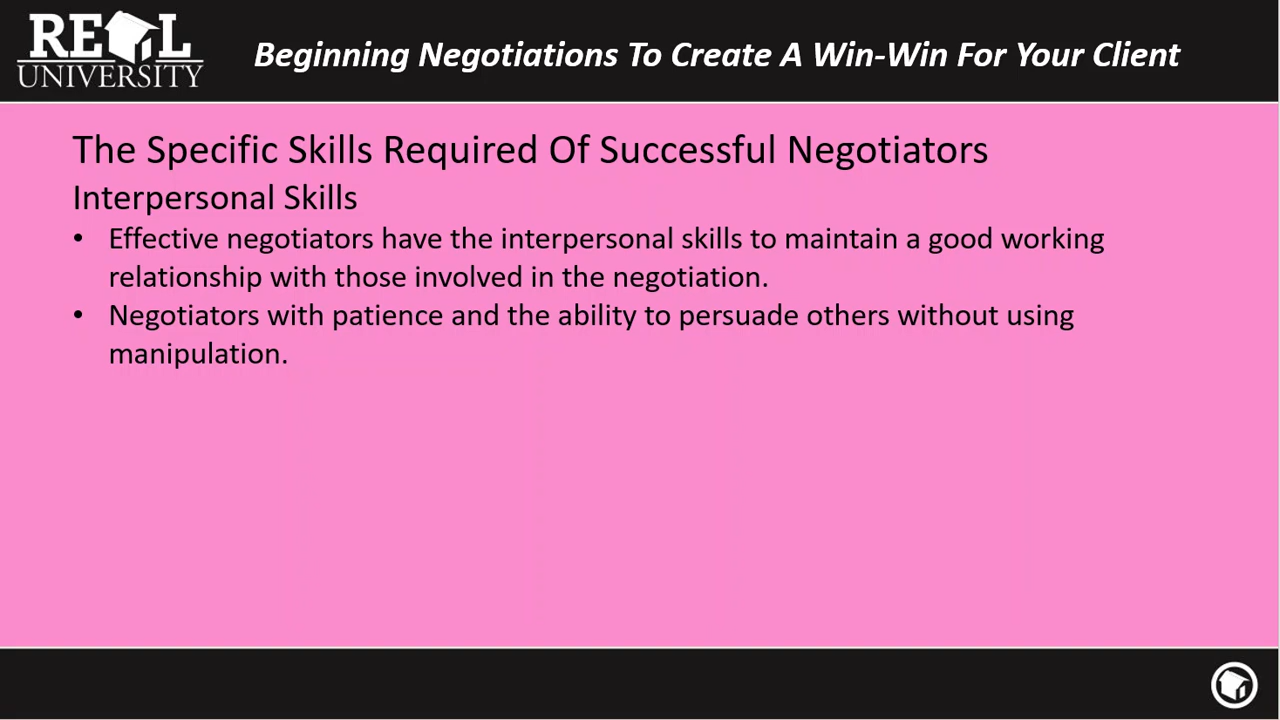 REAL
UNIVERSITY
Beginning Negotiations To Create A Win-Win For Your Client
The Specific Skills Required Of Successful Negotiators
Interpersonal Skills
• Effective negotiators have the interpersonal skills to maintain a good working
relationship with those involved in the negotiation.
• Negotiators with patience and the ability to persuade others without using
manipulation.